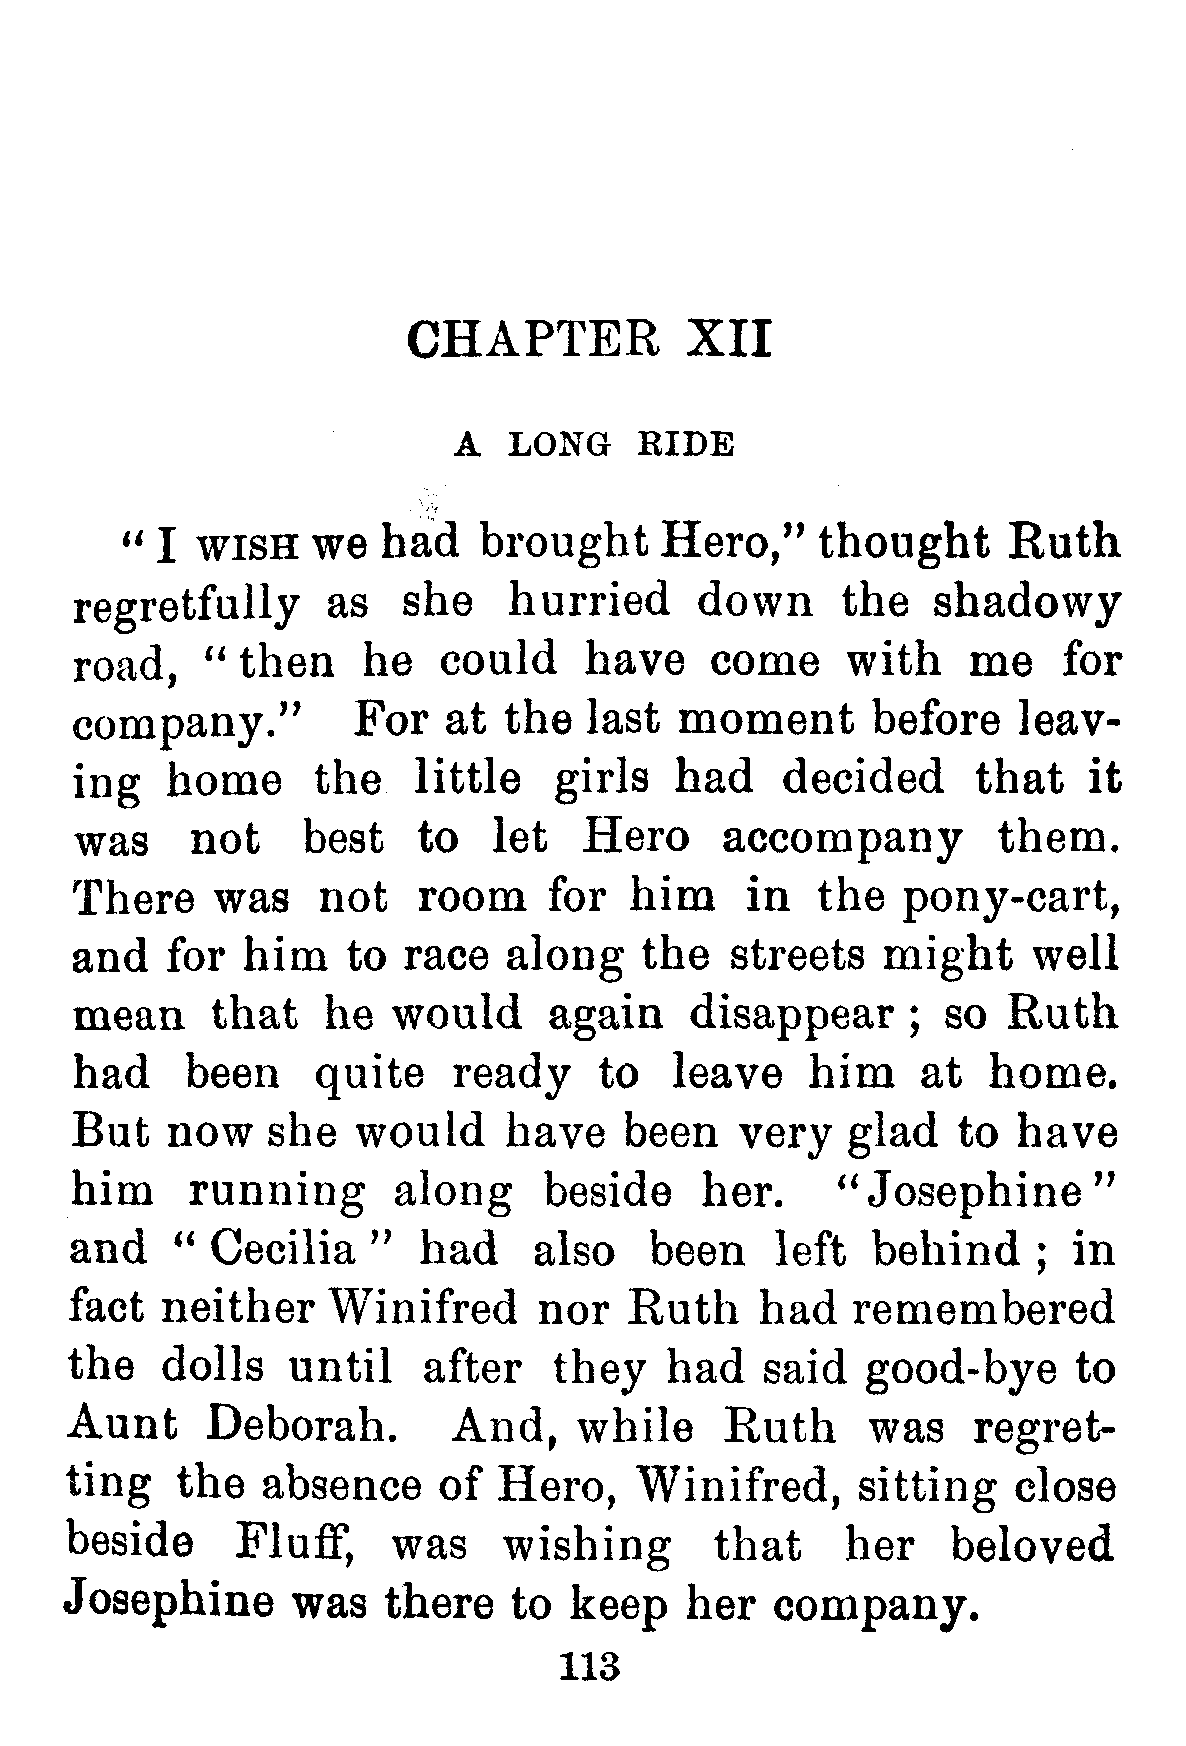 CHAPTER XII
A LONG RIDE
“ I WISH we had brought Hero,” thought Ruth
regretfully as she hurried down the shadowy
road, “ then he could have come with me for
company.” For at the last moment before leav-
ing home the little girls had decided that it
was not best to let Hero accompany them.
There was not room for him in the pony-cart,
and for him to race along the streets might well
mean that he would again disappear ; so Ruth
had been quite ready to leave him at home.
But now she would have been very glad to have
him running along beside her. “ Josephine ”
and “ Cecilia ” had also been left behind ; in
fact neither Winifred nor Ruth had remembered
the dolls until after they had said good-bye to
Aunt Deborah. And, while Ruth was regret-
ting the absence of Hero, Winifred, sitting close
beside Fluff, was wishing that her beloved
Josephine was there to keep her company.
113